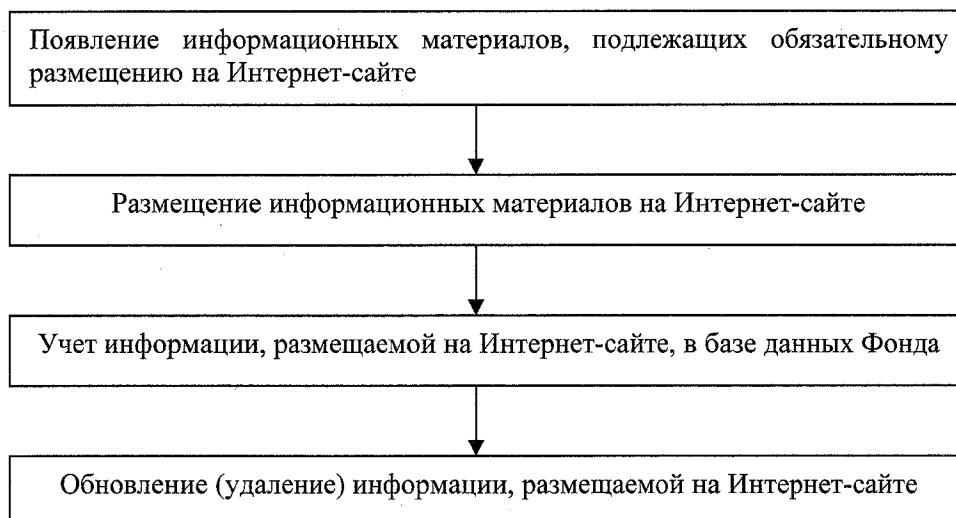 Появление информационных материалов, подлежащих обязательному
размещению на Интернет-сайте
Размещение информационных материалов на Интернет-сайте
Учет информации, размещаемой на Интернет-сайте, в базе данных Фонда
Обновление (удаление) информации, размещаемой на Интернет-сайте